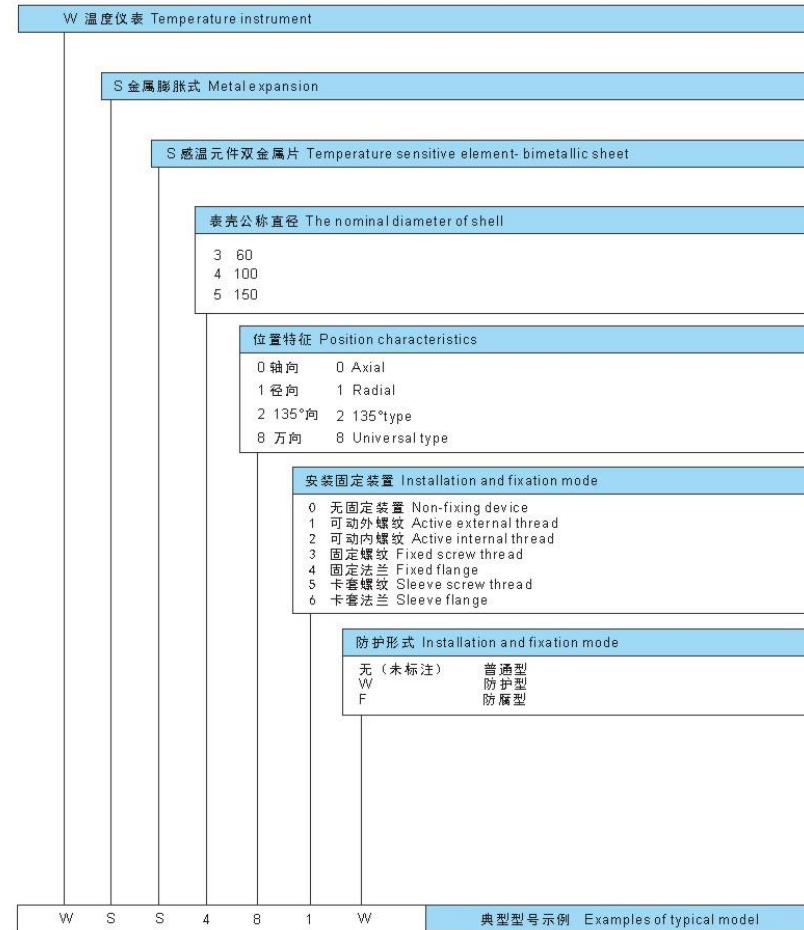 W 温度仪表 Temperature instrument
S 金属膨胀式 Metal expansion
S 感温元件双金属片 Temperature sensitive element- bimetallic sheet
表壳公称直径 The nominal diameter of shell
3 60
4 100
5 150
位置特征 Position characteristics
0 轴向 0 Axial
1 径向 1 Radial
2 135°向 2 135°type
8 万向 8 Universal type
安装固定装置 Installation and fixation mode
0 无固定装置 Non-fixing device
1 可动外螺纹 Active external thread
2 可动内螺纹 Active internal thread
3 固定螺纹 Fixed screw thread
4 固定法兰 Fixed flange
5 卡套螺纹 Sleeve screw thread
6 卡套法兰 Sleeve flange
防护形式 Installation and fixation mode
无（未标注） 普通型
W 防护型
F 防腐型
W S S 4 8 1 W 典型型号示例 Examples of typical model